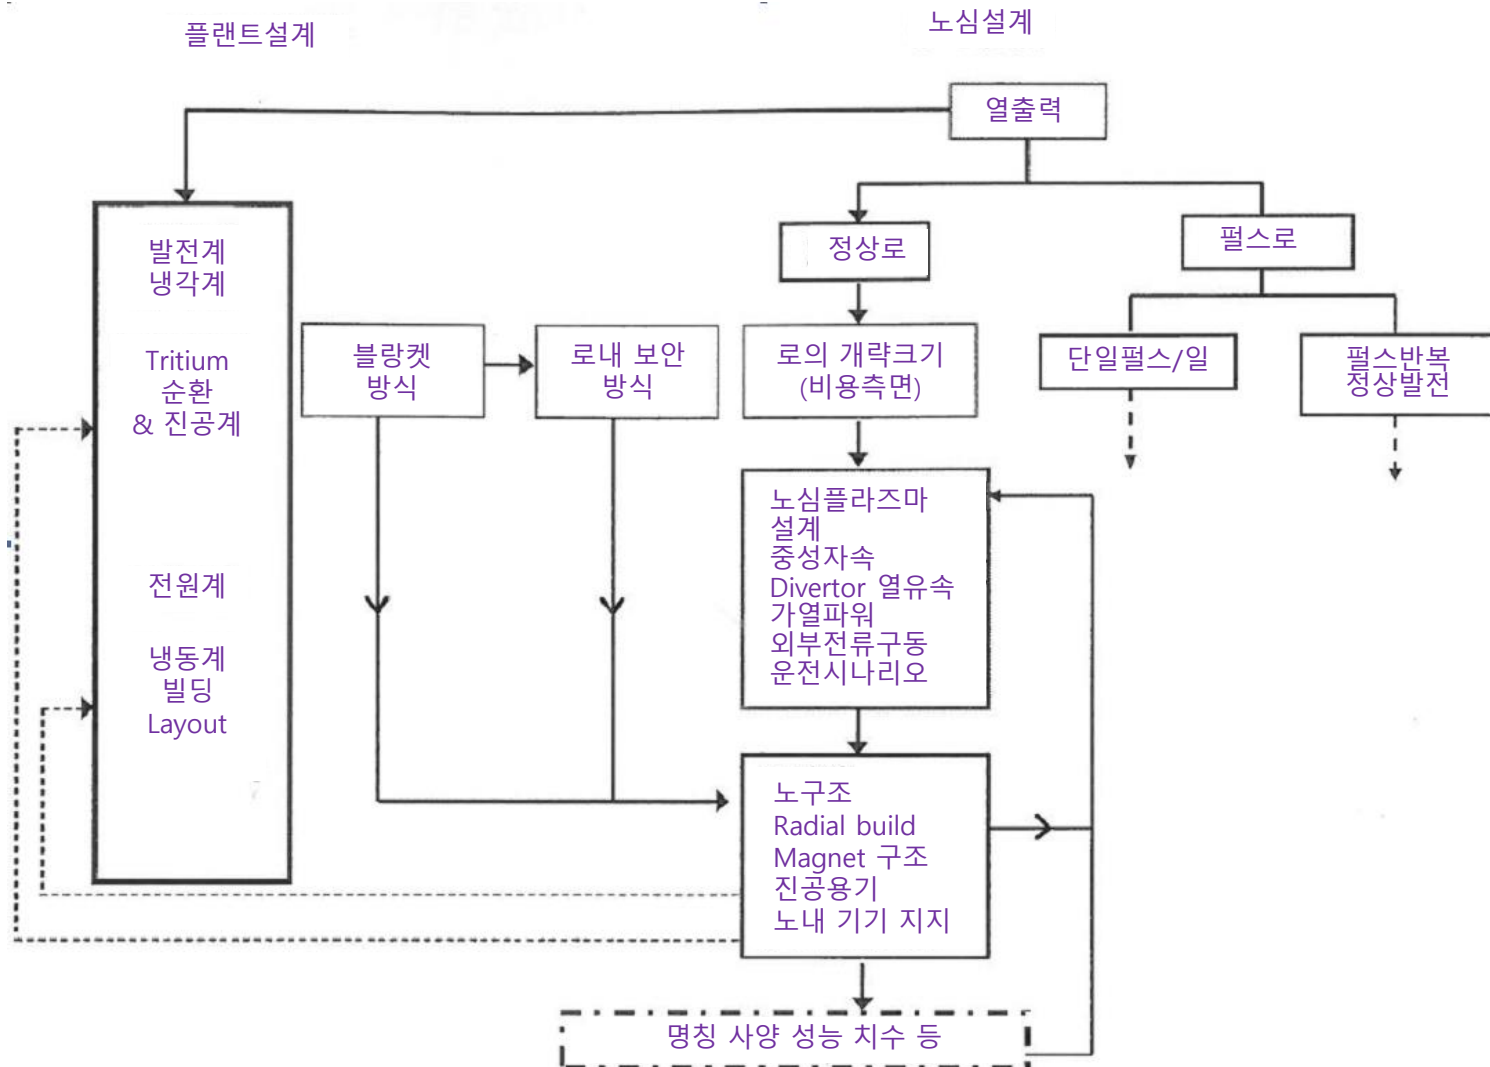 플랜트설계
노심설계
열출력
정상로
펄스로
발전계
냉각계
Tritium
순환
& 진공계
전원계
냉동계
빌딩
Layout
블랑켓
방식
로내 보안
방식
로의 개략크기
(비용측면)
단일펄스/일
펄스반복
정상발전
노심플라즈마
설계
중성자속
Divertor 열유속
가열파워
외부전류구동
운전시나리오
노구조
Radial build
Magnet 구조
진공용기
노내 기기 지지
명칭 사양 성능 치수 등